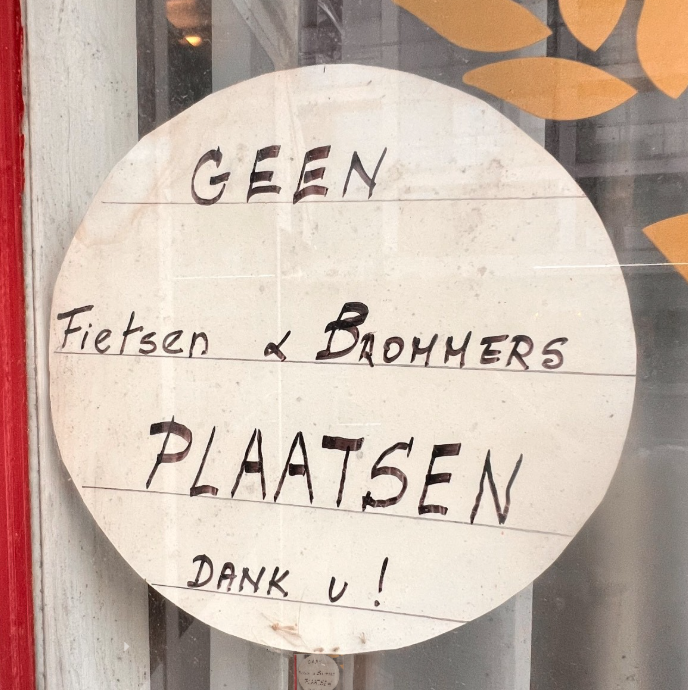 GEEN
Fietsen & BROMMERS
PLAATSEN
DANK U!